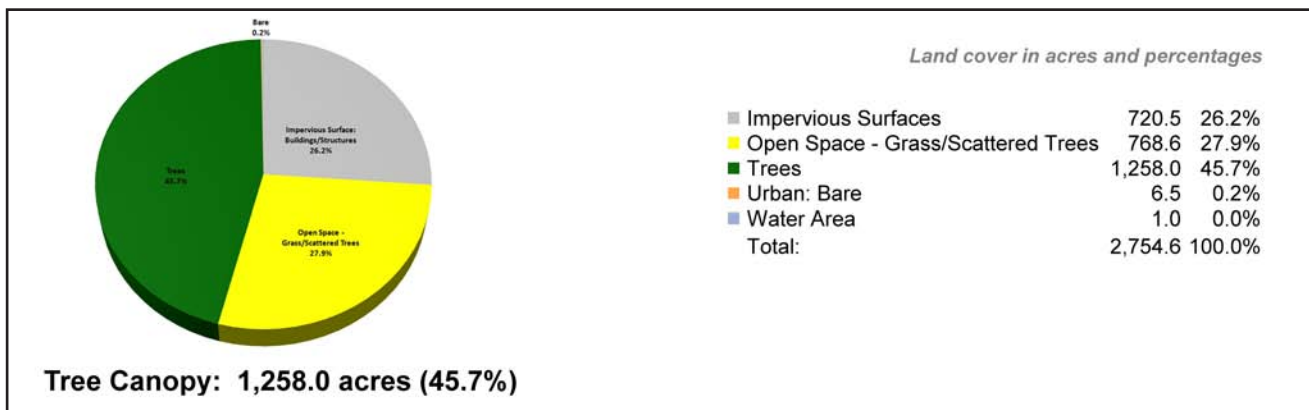 Bare
0.2%
Impervious Surface:
Buildings/Structures
26.2%
Trees
45.7%
Open Space -
Grass/Scattered Trees
27.9%
Tree Canopy: 1,258.0 acres (45.7%)
Land cover in acres and percentages
Impervious Surfaces 720.5 26.2%
Open Space - Grass/Scattered Trees 768.6 27.9%
Trees 1,258.0 45.7%
Urban: Bare 6.5 0.2%
Water Area 1.0 0.0%
Total: 2,754.6 100.0%